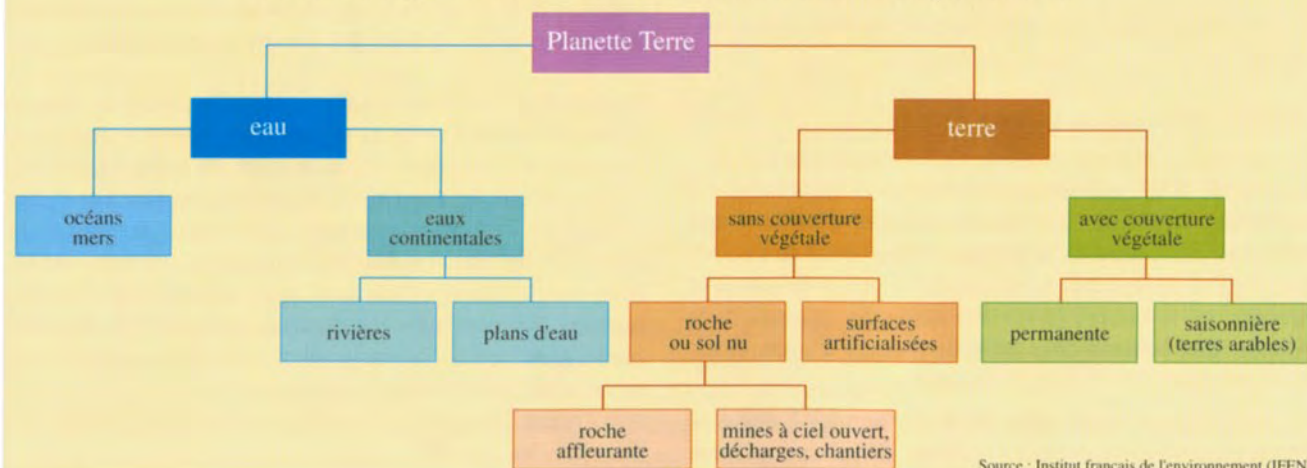 Planette Terre
eau
terre
océans
mers
eaux
continentales
sans couverture
végétale
avec couverture
végétale
rivières
plans d'eau
roche
ou sol nu
surfaces
artificialisées
permanente
saisonnière
(terres arables)
roche
affleurante
mines à ciel ouvert,
décharges, chantiers
Source : Institut français de l'environnement (IFEN